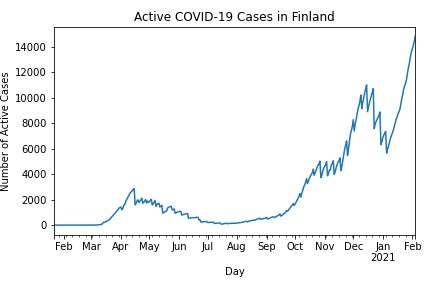 Active COVID-19 Cases in Finland
Number of Active Cases
14000
12000
10000
8000
6000
4000
2000
0
Feb Mar Apr May Jun Jul Aug Sep Oct Nov Dec Jan Feb
2021
Day